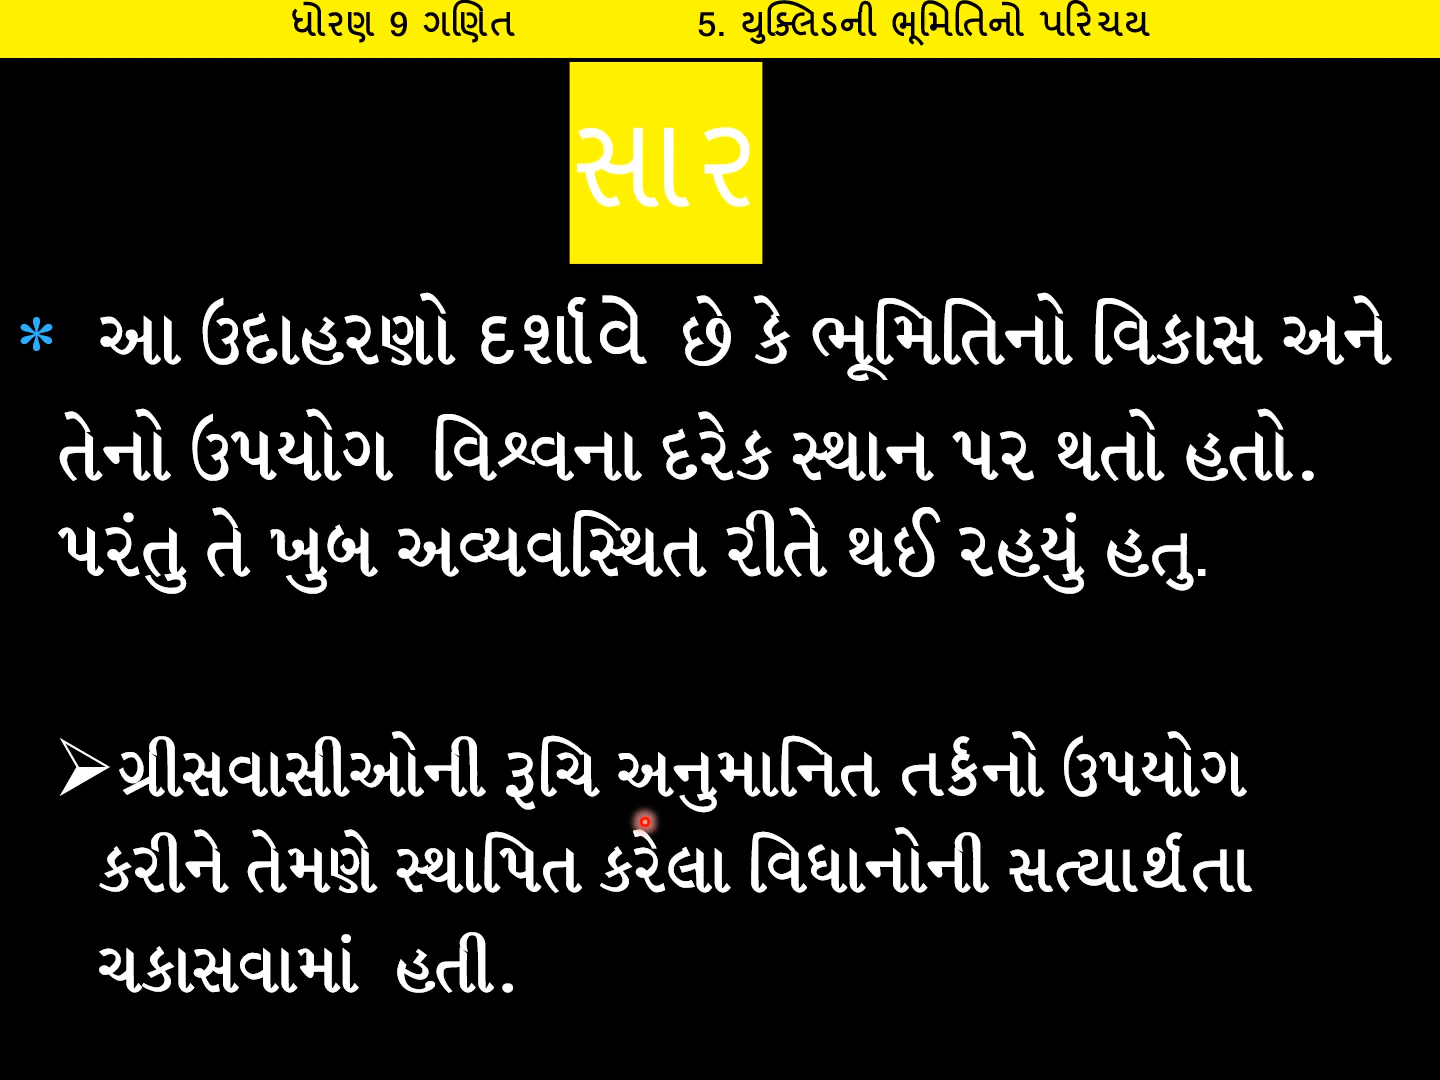 ધોરણ 9 ગણિત 5. યુક્લિડની ભૂમિતિનો પરિચય
સાર
* આ ઉદાહરણો દર્શાવે છે કે ભૂમિતિનો વિકાસ અને
તેનો ઉપયોગ વિશ્વના દરેક સ્થાન પર થતો હતો.
પરંતુ તે ખુબ અવ્યવસ્થિત રીતે થઈ રહયું હતુ.
➢ગ્રીસવાસીઓની રૂચિ અનુમાનિત તર્કનો ઉપયોગ
કરીને તેમણે સ્થાપિત કરેલા વિધાનોની સત્યાર્થતા
ચકાસવામાં હતી.